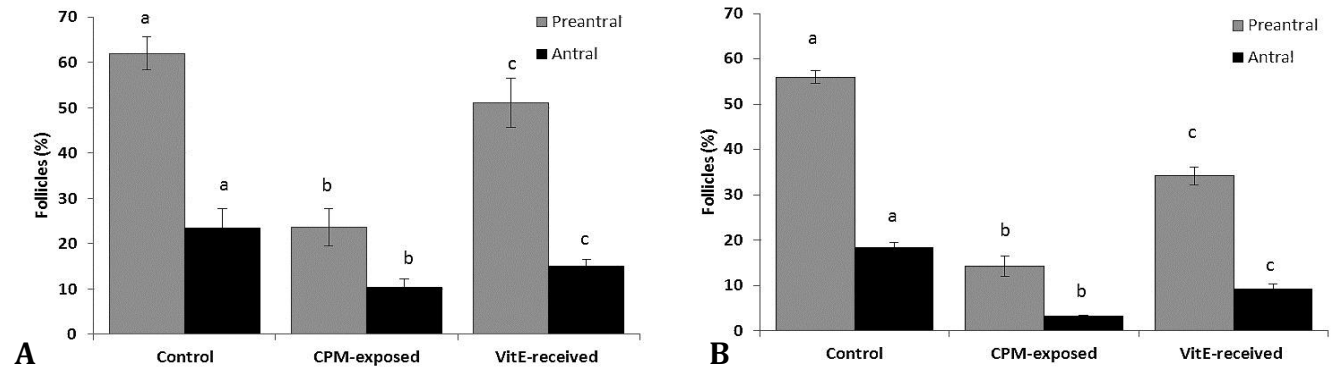 70
60
50
40
30
20
10
0
Follicles (%)
a
a
b
b
c
c
Preantral
Antral
Control
CPM-exposed
VitE-received
A
70
60
50
40
30
20
10
0
Follicles (%)
a
a
b
b
c
c
Preantral
Antral
Control
CPM-exposed
VitE-received
B